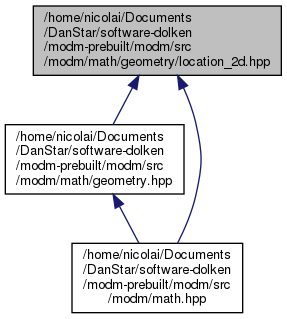 /home/nicolai/Documents
/DanStar/software-dolken
/modm-prebuilt/modm/src
/modm/math/geometry/location_2d.hpp
/home/nicolai/Documents
/DanStar/software-dolken
/modm-prebuilt/modm/src
/modm/math/geometry.hpp
/home/nicolai/Documents
/DanStar/software-dolken
/modm-prebuilt/modm/src
/modm/math.hpp